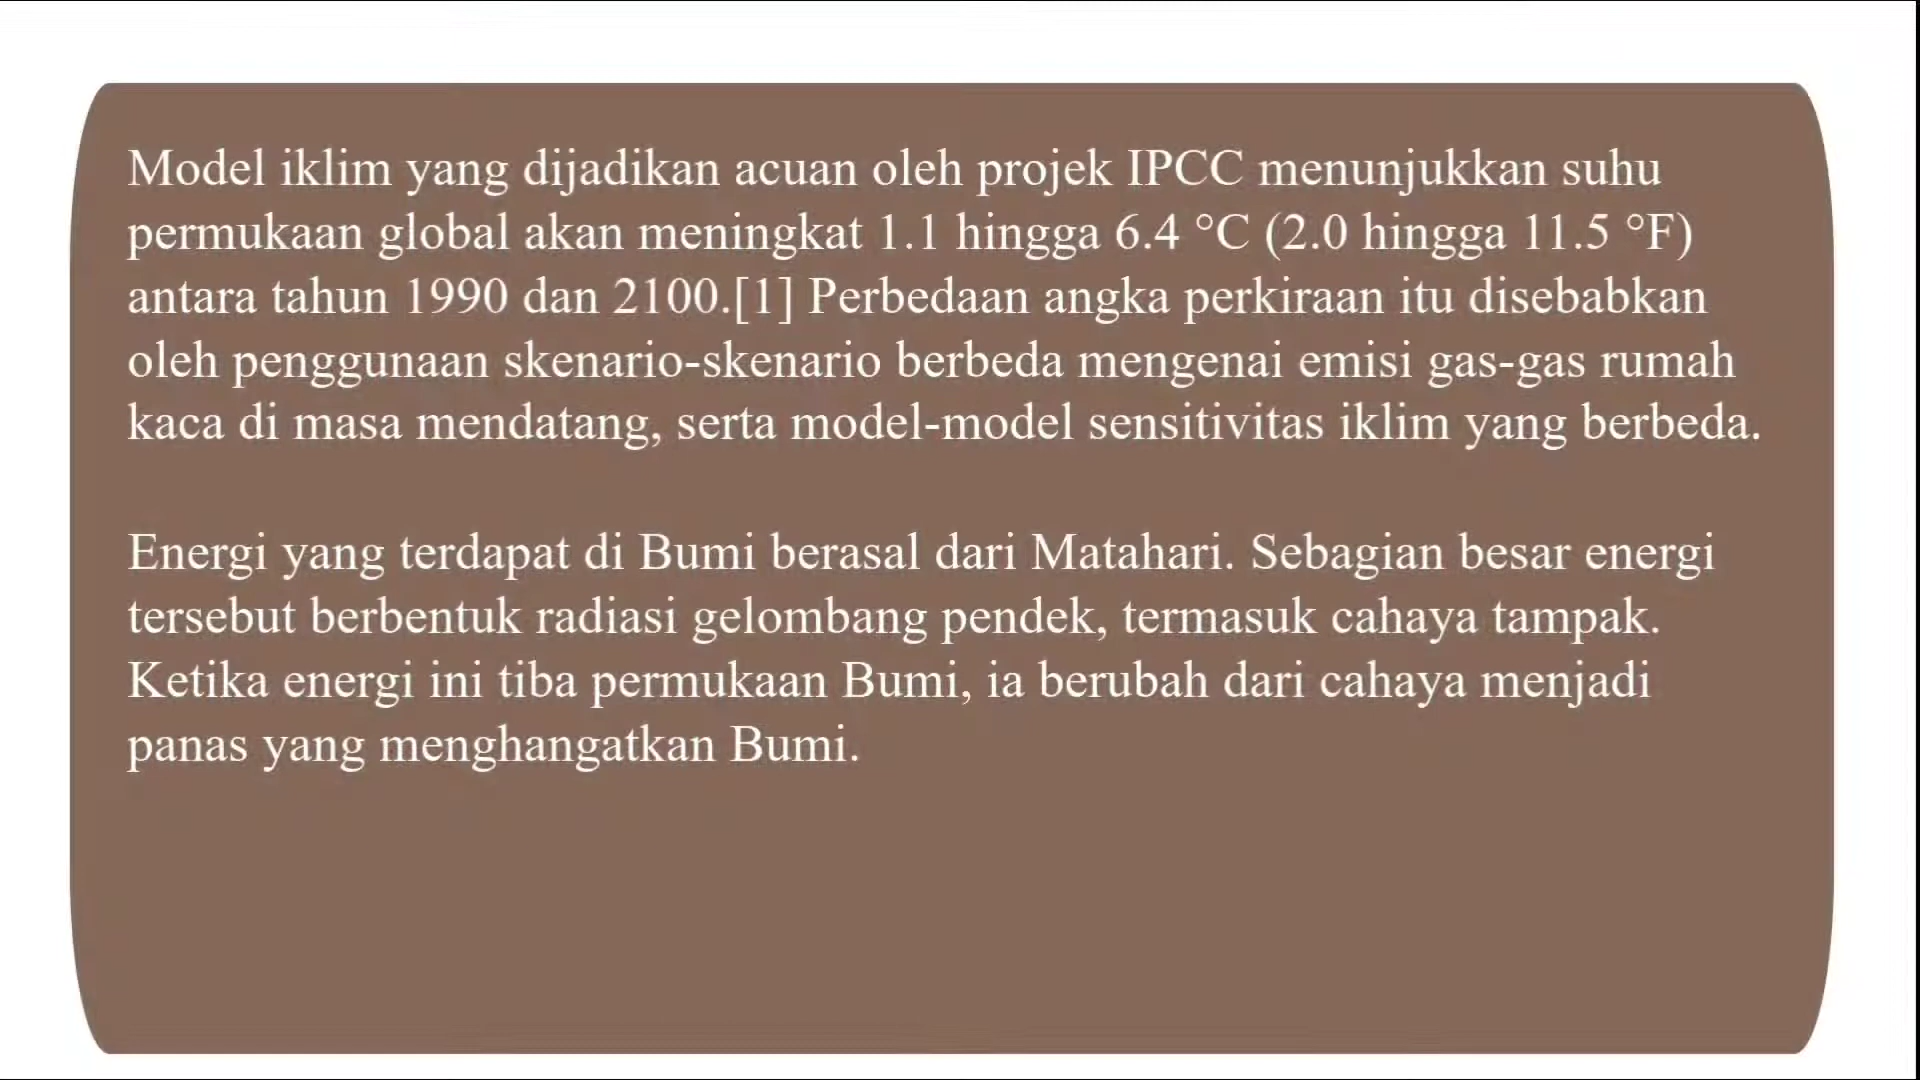 Model iklim yang dijadikan acuan oleh projek IPCC menunjukkan suhu
permukaan global akan meningkat 1.1 hingga 6.4 °C (2.0 hingga 11.5 °F)
antara tahun 1990 dan 2100.[1] Perbedaan angka perkiraan itu disebabkan
oleh penggunaan skenario-skenario berbeda mengenai emisi gas-gas rumah
kaca di masa mendatang, serta model-model sensitivitas iklim yang berbeda.
Energi yang terdapat di Bumi berasal dari Matahari. Sebagian besar energi
tersebut berbentuk radiasi gelombang pendek, termasuk cahaya tampak.
Ketika energi ini tiba permukaan Bumi, ia berubah dari cahaya menjadi
panas yang menghangatkan Bumi.